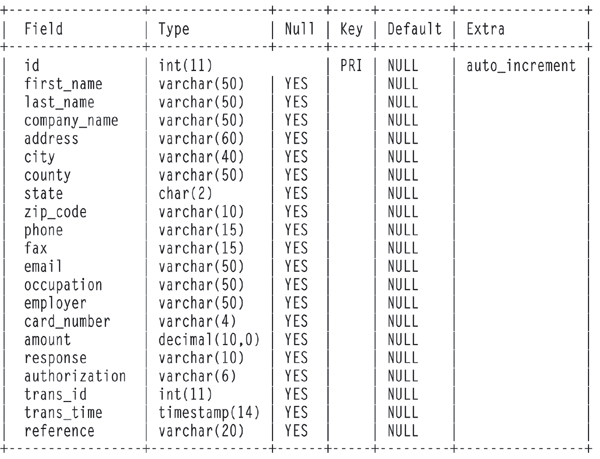 Field | Type | Null | Key | Default | Extra
id | int(11) | | PRI | NULL | auto_increment
first_name | varchar(50) | YES | | NULL |
last_name | varchar(50) | YES | | NULL |
company_name | varchar(50) | YES | | NULL |
address | varchar(60) | YES | | NULL |
city | varchar(40) | YES | | NULL |
county | varchar(50) | YES | | NULL |
state | char(2) | YES | | NULL |
zip_code | varchar(10) | YES | | NULL |
phone | varchar(15) | YES | | NULL |
fax | varchar(15) | YES | | NULL |
email | varchar(50) | YES | | NULL |
occupation | varchar(50) | YES | | NULL |
employer | varchar(50) | YES | | NULL |
card_number | varchar(4) | YES | | NULL |
amount | decimal(10,0) | YES | | NULL |
response | varchar(10) | YES | | NULL |
authorization | varchar(6) | YES | | NULL |
trans_id | int(11) | YES | | NULL |
trans_time | timestamp(14) | YES | | NULL |
reference | varchar(20) | YES | | NULL |